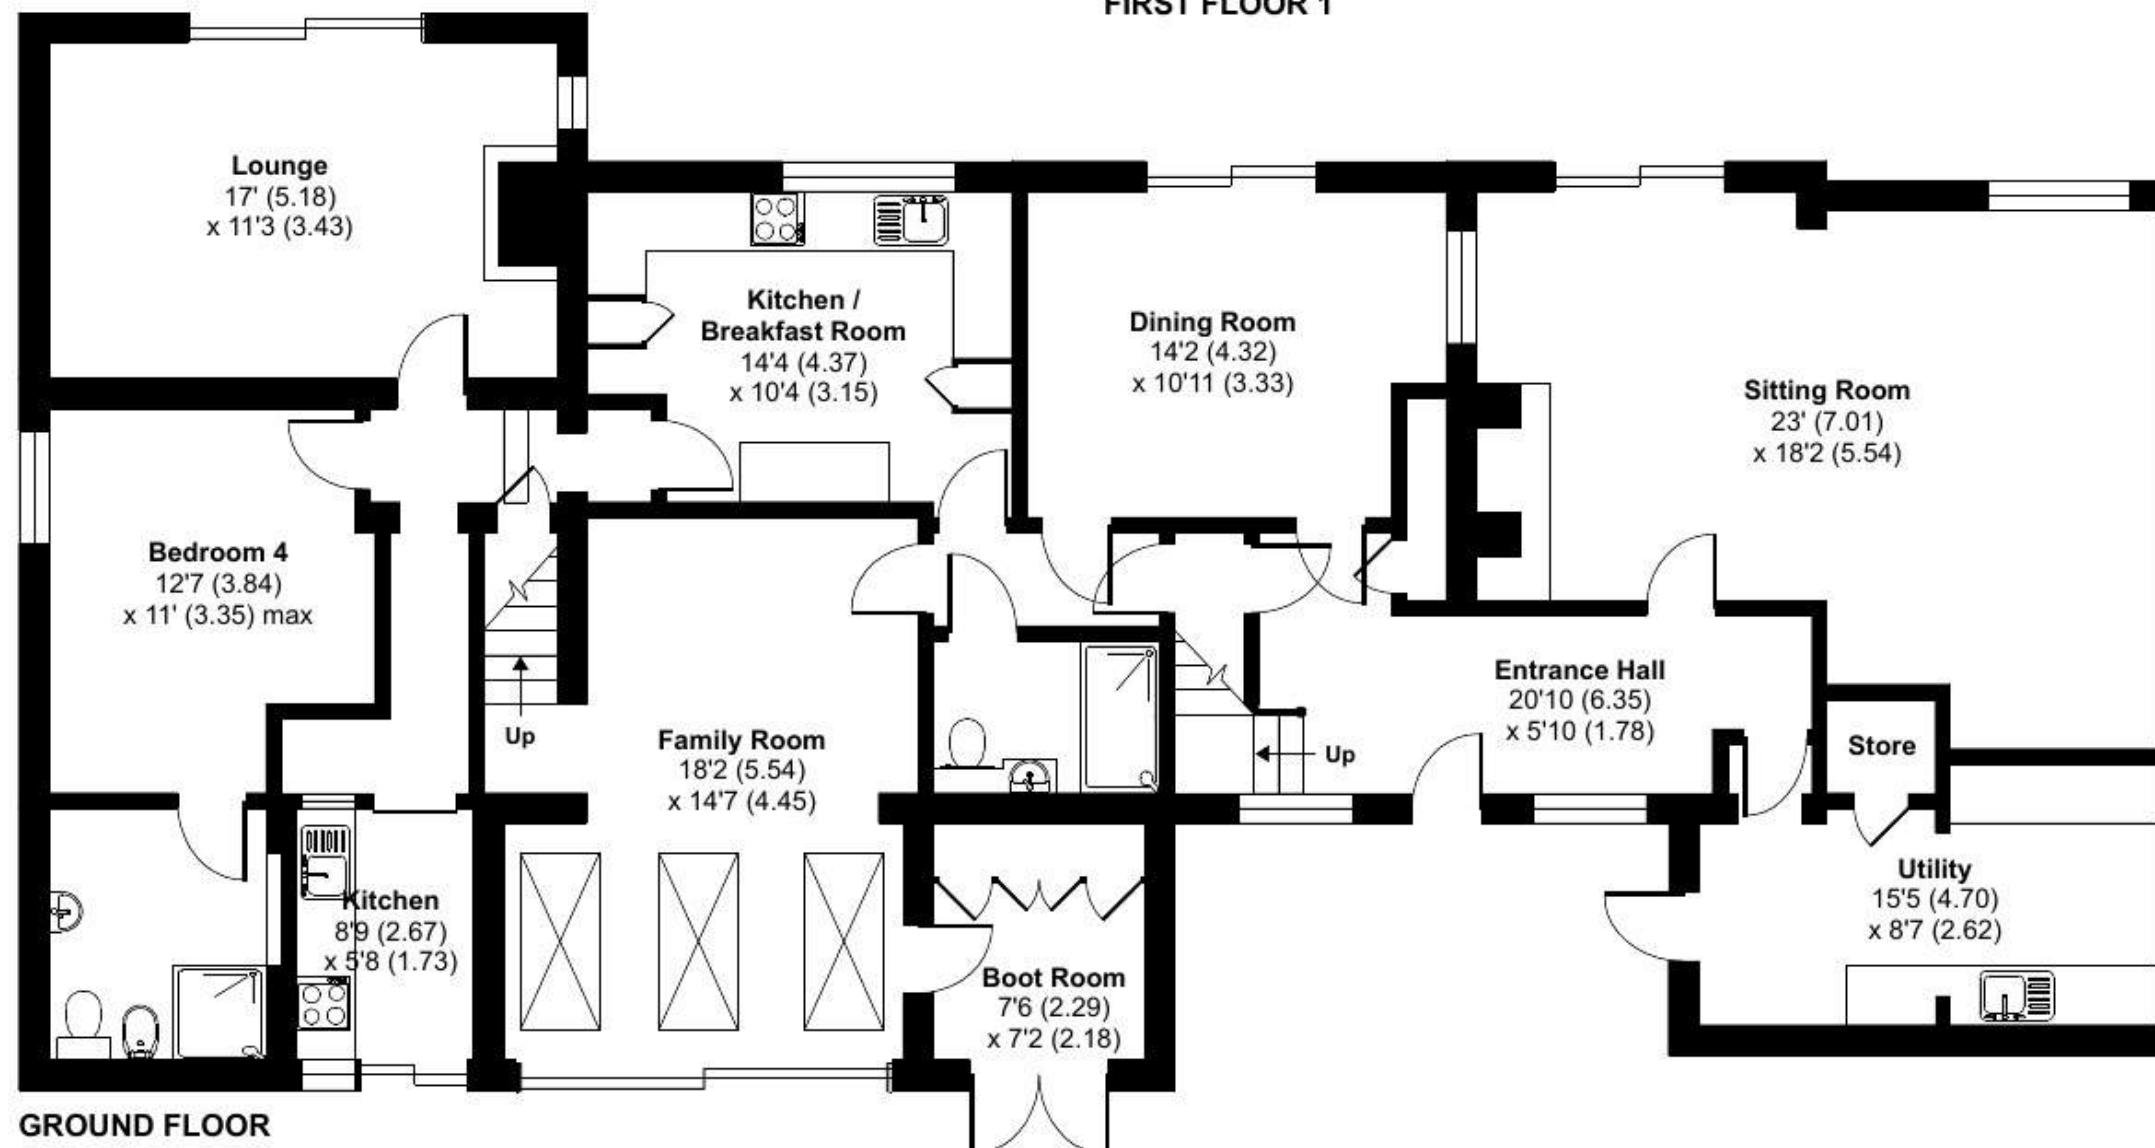 FIRST FLOOR 1
Lounge
17' (5.18)
x 11'3 (3.43)
Kitchen /
Breakfast Room
14'4 (4.37)
x 10'4 (3.15)
Dining Room
14'2 (4.32)
x 10'11 (3.33)
Sitting Room
23' (7.01)
x 18'2 (5.54)
Bedroom 4
12'7 (3.84)
x 11' (3.35) max
Up
Family Room
18'2 (5.54)
x 14'7 (4.45)
Entrance Hall
20'10 (6.35)
x 5'10 (1.78)
Up
Store
Kitchen
8'9 (2.67)
x 5'8 (1.73)
Boot Room
7'6 (2.29)
x 7'2 (2.18)
Utility
15'5 (4.70)
x 8'7 (2.62)
GROUND FLOOR